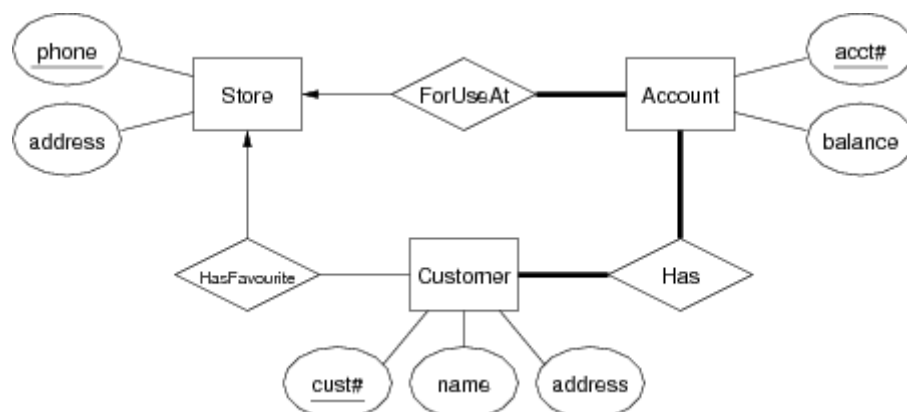 phone
acct#
Store
ForUseAt
Account
address
balance
HasFavourite
Customer
Has
cust#
name
address